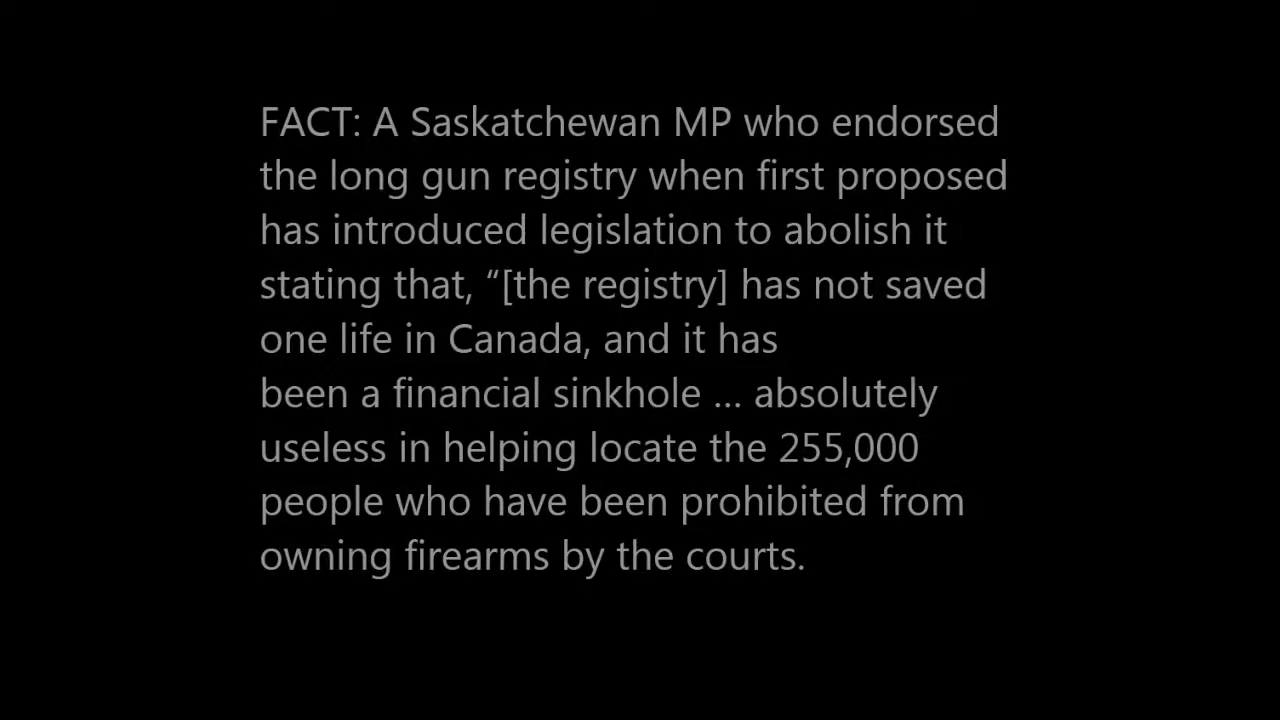 FACT: A Saskatchewan MP who endorsed
the long gun registry when first proposed
has introduced legislation to abolish it
stating that, “[the registry] has not saved
one life in Canada, and it has
been a financial sinkhole … absolutely
useless in helping locate the 255,000
people who have been prohibited from
owning firearms by the courts.